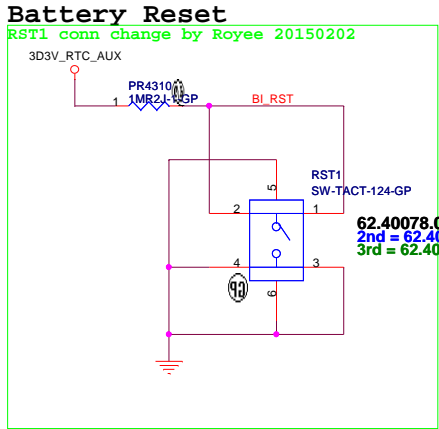 Battery Reset
RST1 conn change by Royee 20150202
3D3V_RTC_AUX
PR4310
1
BI_RST
RST1
SW-TACT-124-GP
5
2
1
62.40078.0
2nd = 62.40
3rd = 62.40
4
3
GP
6